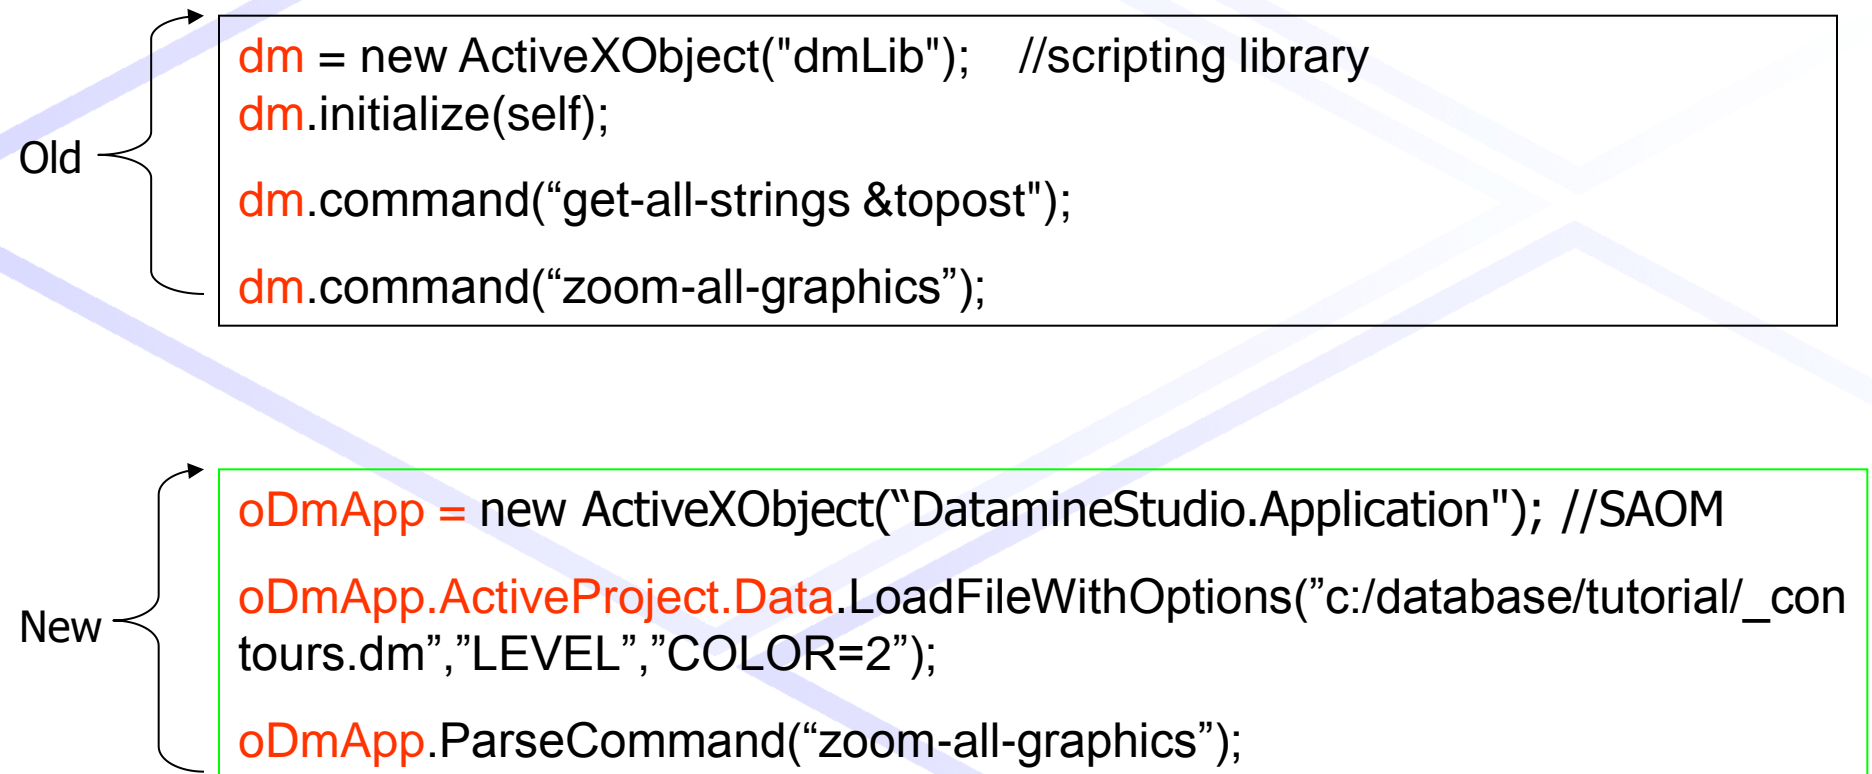 Old
dm = new ActiveXObject("dmLib"); //scripting library
dm.initialize(self);
dm.command(“get-all-strings &topost");
dm.command(“zoom-all-graphics”);
New
oDmApp = new ActiveXObject(“DatamineStudio.Application"); //SAOM
oDmApp.ActiveProject.Data.LoadFileWithOptions(”c:/database/tutorial/_con
tours.dm”,”LEVEL”,”COLOR=2”);
oDmApp.ParseCommand(“zoom-all-graphics”);